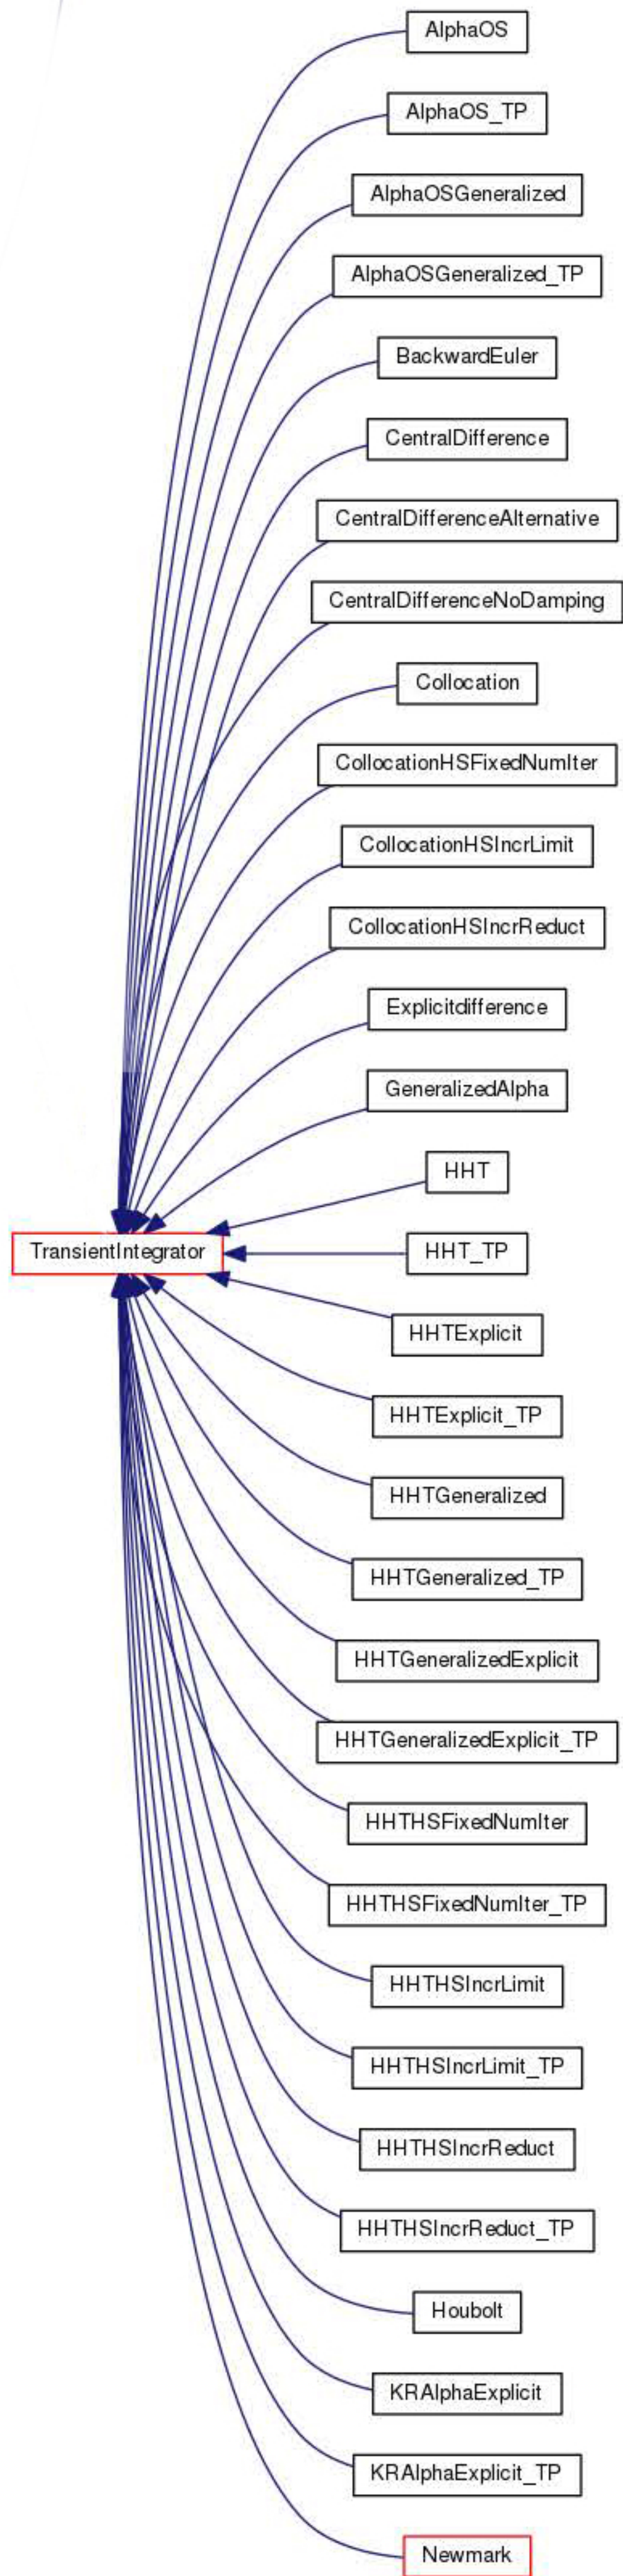 AlphaOS
AlphaOS_TP
AlphaOSGeneralized
AlphaOSGeneralized_TP
BackwardEuler
CentralDifference
CentralDifferenceAlternative
CentralDifferenceNoDamping
Collocation
CollocationHSFixedNumIter
CollocationHSIncrLimit
CollocationHSIncrReduct
Explicitdifference
GeneralizedAlpha
HHT
TransientIntegrator
HHT_TP
HHTExplicit
HHTExplicit_TP
HHTGeneralized
HHTGeneralized_TP
HHTGeneralizedExplicit
HHTGeneralizedExplicit_TP
HHTHSFixedNumIter
HHTHSFixedNumIter_TP
HHTHSIncrLimit
HHTHSIncrLimit_TP
HHTHSIncrReduct
HHTHSIncrReduct_TP
Houbolt
KRAlphaExplicit
KRAlphaExplicit_TP
Newmark